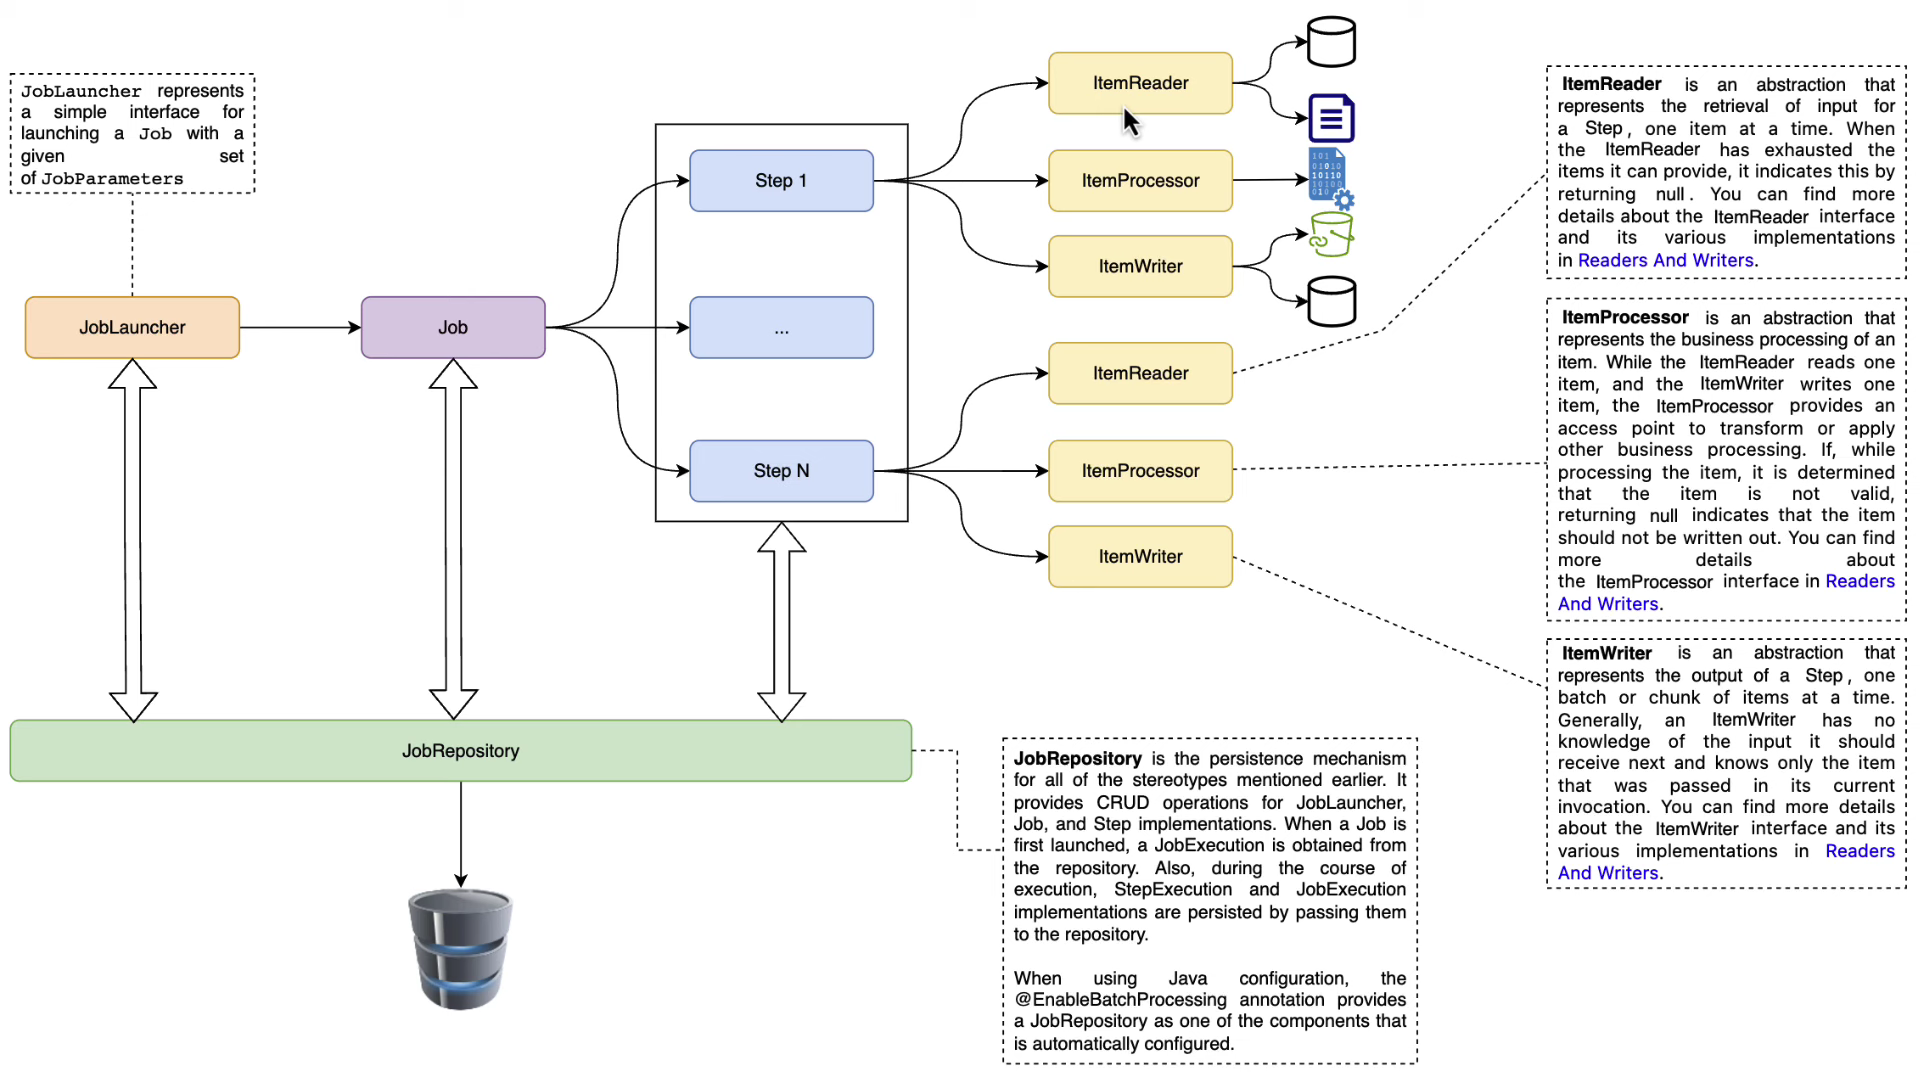 JobLauncher represents
a simple interface for
launching a Job with a
given set
of JobParameters
JobLauncher
Job
Step 1
...
Step N
ItemReader
ItemProcessor
ItemWriter
ItemReader
ItemProcessor
ItemWriter
101
01010
10110
10100
010
JobRepository
ItemReader is an abstraction that
represents the retrieval of input for
a Step, one item at a time. When
the ItemReader has exhausted the
items it can provide, it indicates this by
returning null. You can find more
details about the ItemReader interface
and its various implementations
in Readers And Writers.
ItemProcessor is an abstraction that
represents the business processing of an
item. While the ItemReader reads one
item, and the ItemWriter writes one
item, the ItemProcessor provides an
access point to transform or apply
other business processing. If, while
processing the item, it is determined
that the item is not valid,
returning null indicates that the item
should not be written out. You can find
more details about
the ItemProcessor interface in Readers
And Writers.
ItemWriter is an abstraction that
represents the output of a Step, one
batch or chunk of items at a time.
Generally, an ItemWriter has no
knowledge of the input it should
receive next and knows only the item
that was passed in its current
invocation. You can find more details
about the ItemWriter interface and its
various implementations in Readers
And Writers.
JobRepository is the persistence mechanism
for all of the stereotypes mentioned earlier. It
provides CRUD operations for JobLauncher,
Job, and Step implementations. When a Job is
first launched, a JobExecution is obtained from
the repository. Also, during the course of
execution, StepExecution and JobExecution
implementations are persisted by passing them
to the repository.
When using Java configuration, the
@EnableBatchProcessing annotation provides
a JobRepository as one of the components that
is automatically configured.